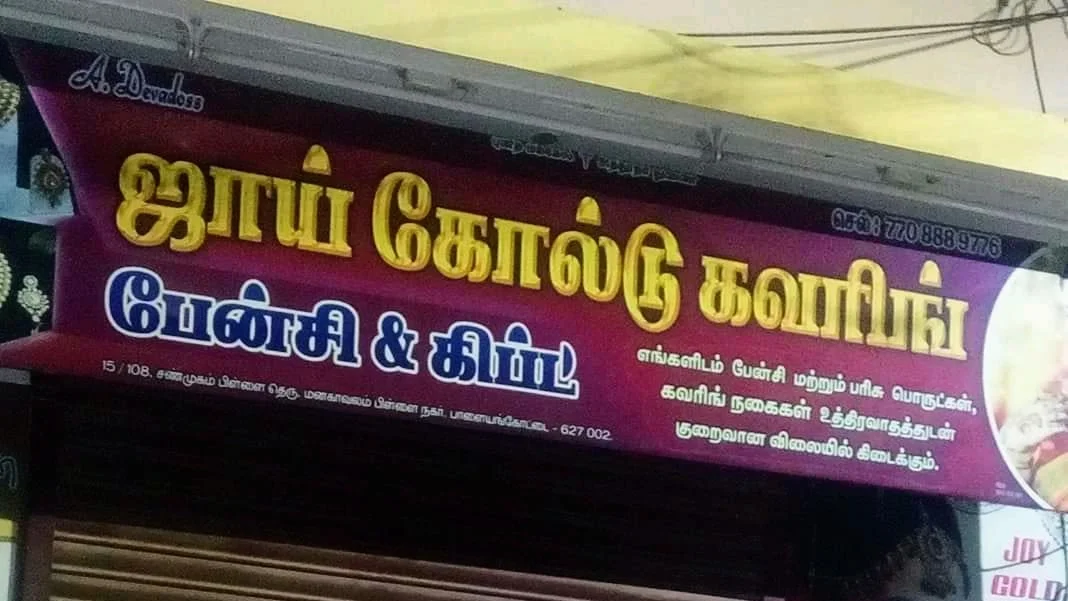 A. Devadoss
செல் : 770 888 9776
ஜாய் கோல்டு கவரிங்
பேன்சி & கிப்ட்
15 / 108, சண்முகம் பிள்ளை தெரு, மனகாவலம் பிள்ளை நகர், பாளையங்கோட்டை - 627 002.
எங்களிடம் பேன்சி மற்றும் பரிசு பொருட்கள்,
கவரிங் நகைகள் உத்திரவாதத்துடன்
குறைவான விலையில் கிடைக்கும்.
JOY
GOLD